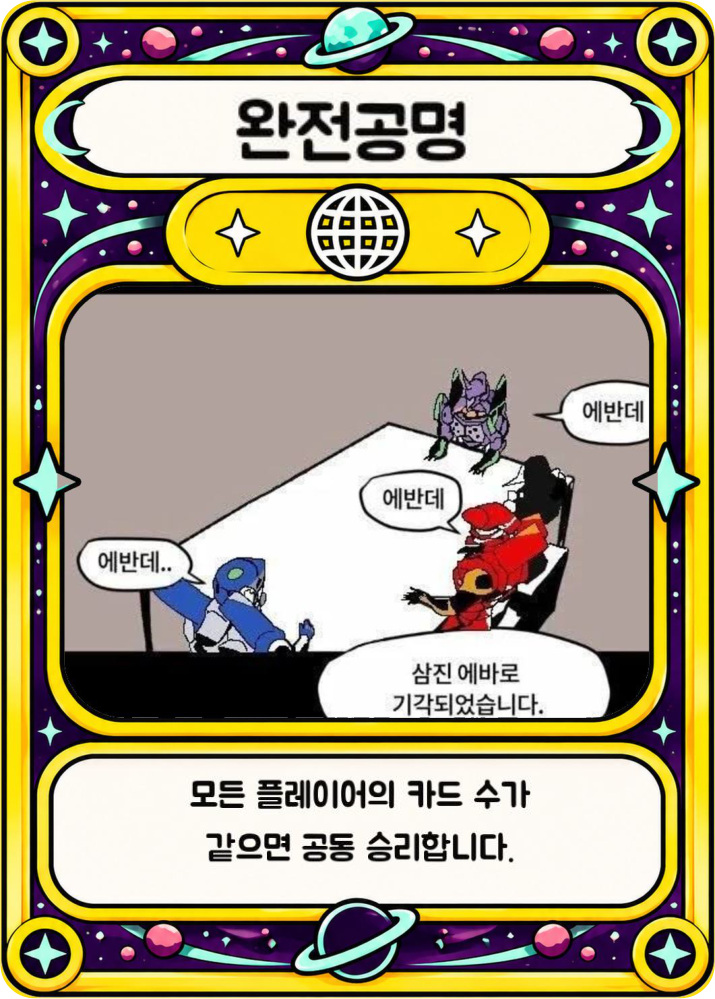 완전공명
에반데
에반데
에반데..
삼진 에바로
기각되었습니다.
모든 플레이어의 카드 수가
같으면 공동 승리합니다.